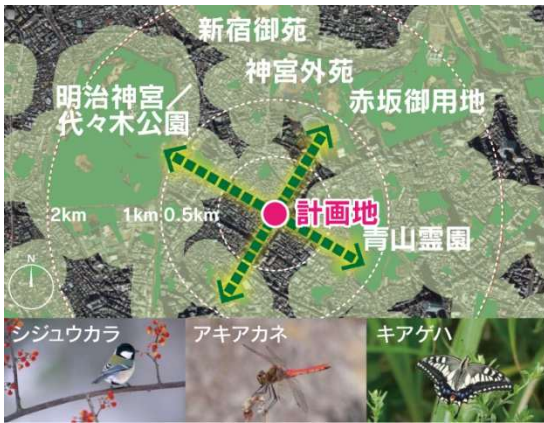 新宿御苑
神宮外苑
明治神宮／
代々木公園
赤坂御用地
2km
1km
0.5km
計画地
青山霊園
N
シジュウカラ
アキアカネ
キアゲハ